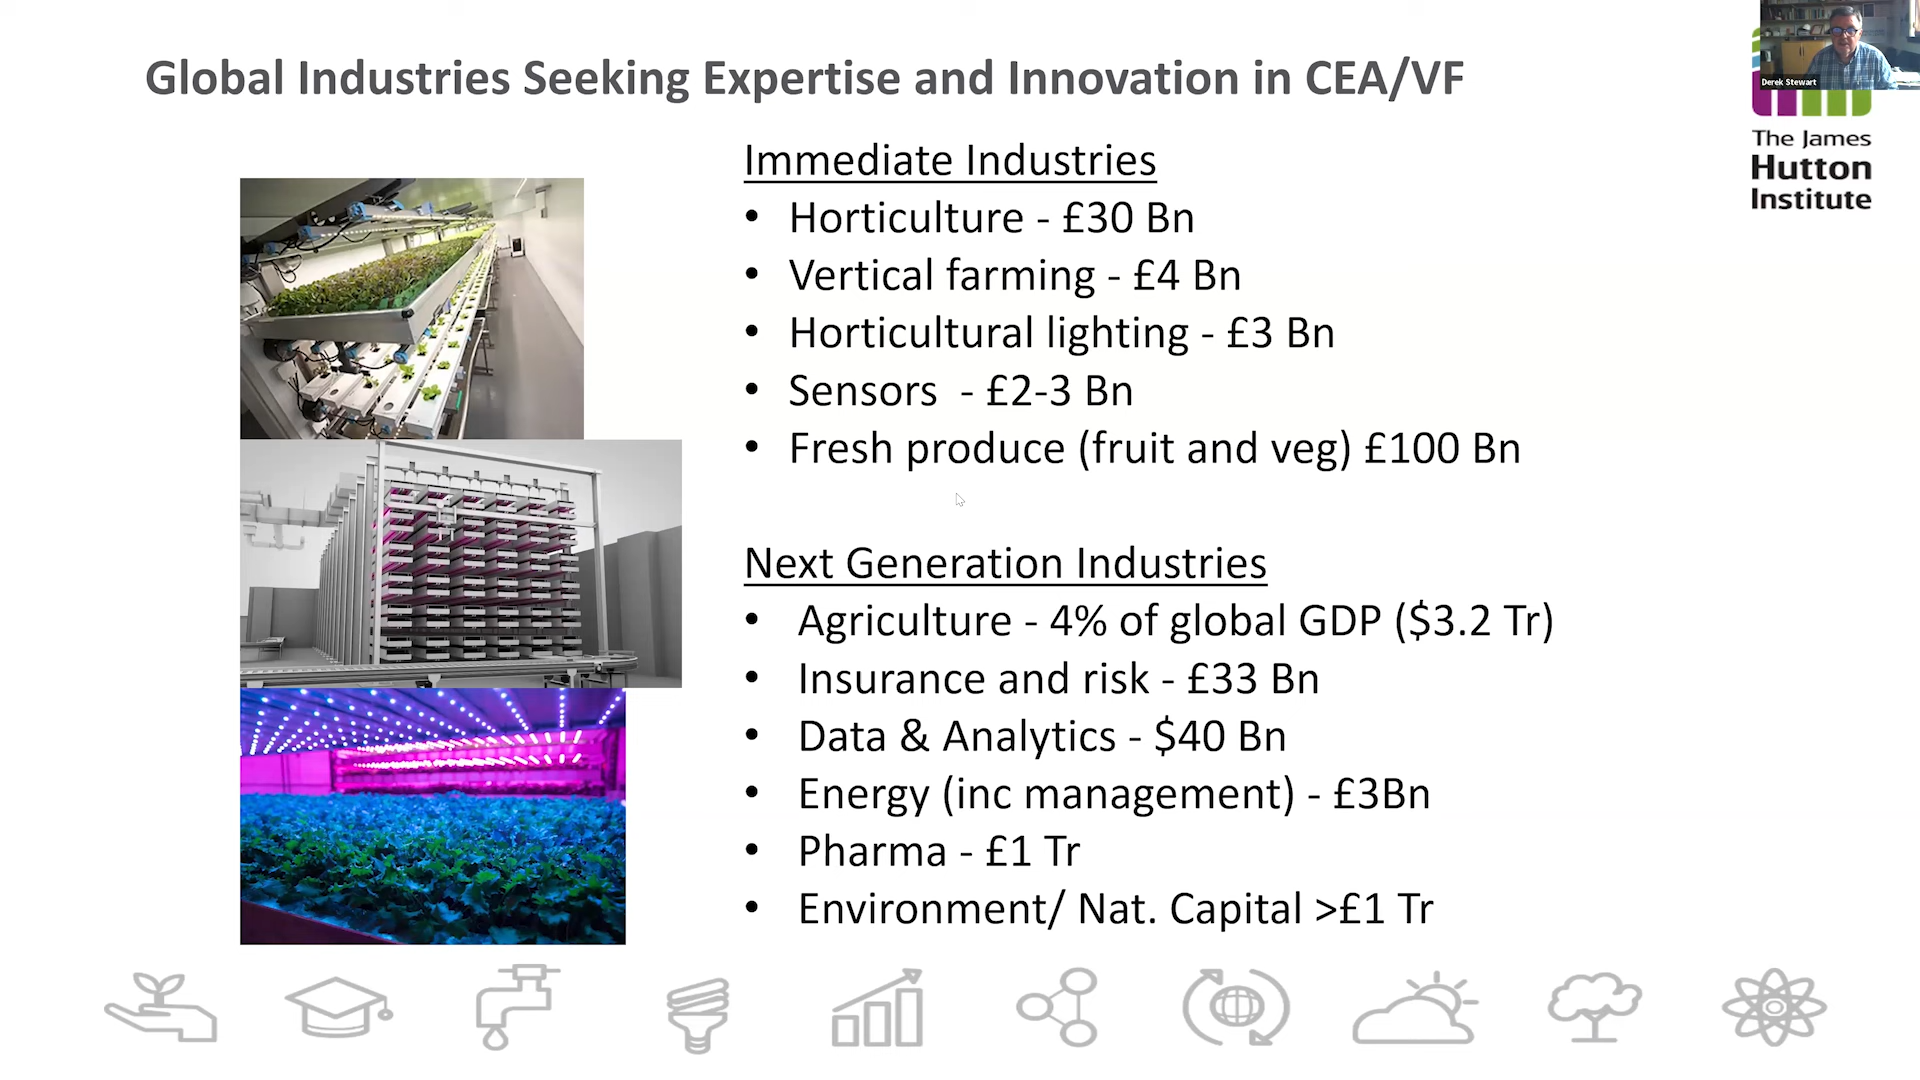 Global Industries Seeking Expertise and Innovation in CEA/VF
Derek Stewart
The James
Hutton
Institute
Immediate Industries
• Horticulture - £30 Bn
• Vertical farming - £4 Bn
• Horticultural lighting - £3 Bn
• Sensors  - £2-3 Bn
• Fresh produce (fruit and veg) £100 Bn
Next Generation Industries
• Agriculture - 4% of global GDP ($3.2 Tr)
• Insurance and risk - £33 Bn
• Data & Analytics - $40 Bn
• Energy (inc management) - £3Bn
• Pharma - £1 Tr
• Environment/ Nat. Capital >£1 Tr